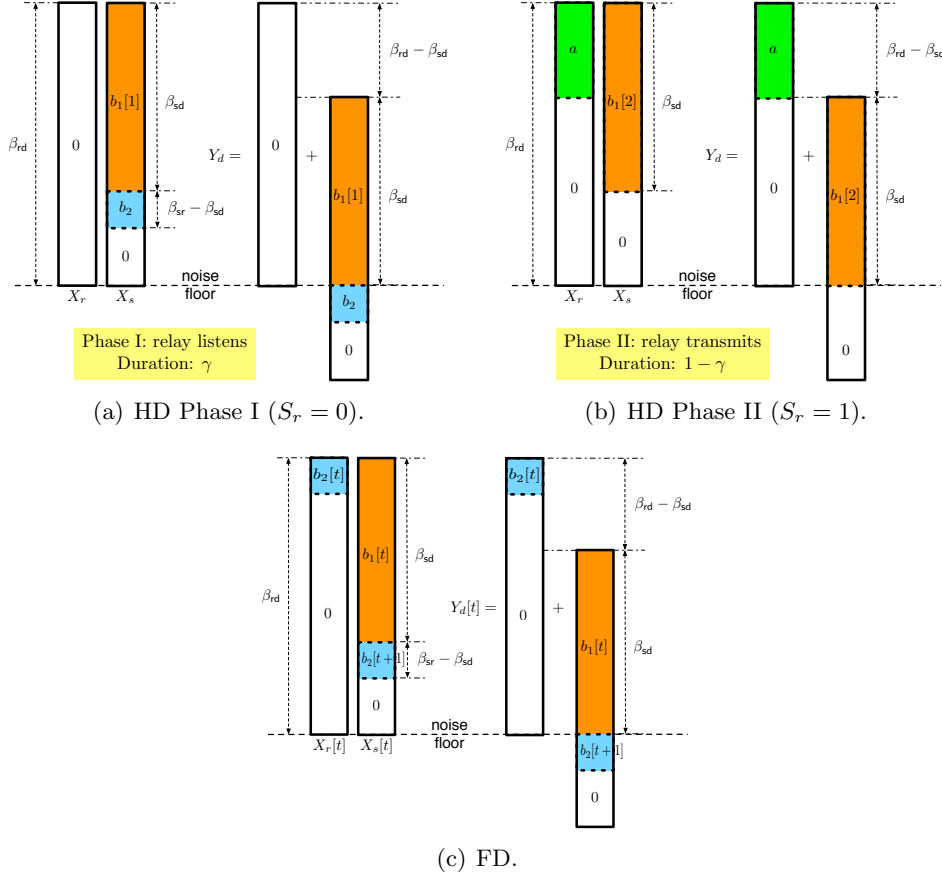 β_rd
0
X_r
b_1[1]
b_2
0
X_s
β_sd
β_sr − β_sd
noise
floor
Y_d =
0
+
b_1[1]
b_2
0
β_rd − β_sd
β_sd
Phase I: relay listens
Duration: γ
(a) HD Phase I (S_r = 0).
β_rd
a
0
X_r
b_1[2]
0
X_s
β_sd
noise
floor
Y_d =
a
0
+
b_1[2]
0
β_rd − β_sd
β_sd
Phase II: relay transmits
Duration: 1 − γ
(b) HD Phase II (S_r = 1).
β_rd
b_2[t]
0
X_r[t]
b_1[t]
b_2[t+1]
0
X_s[t]
β_sd
β_sr − β_sd
noise
floor
Y_d[t] =
b_2[t]
0
+
b_1[t]
b_2[t+1]
0
β_rd − β_sd
β_sd
(c) FD.